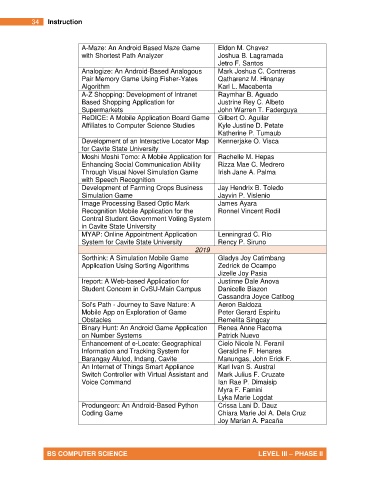 34 Instruction
A-Maze: An Android Based Maze Game
with Shortest Path Analyzer
Eldon M. Chavez
Joshua B. Lagramada
Jetro F. Santos
Analogize: An Android-Based Analogous
Pair Memory Game Using Fisher-Yates
Algorithm
Mark Joshua C. Contreras
Qatharenz M. Hinanay
Karl L. Macabenta
A-Z Shopping: Development of Intranet
Based Shopping Application for
Supermarkets
Raymhar B. Aguado
Justrine Rey C. Albeto
John Warren T. Faderguya
ReDICE: A Mobile Application Board Game
Affiliates to Computer Science Studies
Gilbert O. Aguilar
Kyle Justine D. Petate
Katherine P. Tumaub
Development of an Interactive Locator Map
for Cavite State University
Kennerjake O. Visca
Moshi Moshi Tomo: A Mobile Application for
Enhancing Social Communication Ability
Through Visual Novel Simulation Game
with Speech Recognition
Rachelle M. Hepas
Rizza Mae C. Medrero
Irish Jane A. Palma
Development of Farming Crops Business
Simulation Game
Jay Hendrix B. Toledo
Jayvin P. Vislenio
Image Processing Based Optic Mark
Recognition Mobile Application for the
Central Student Government Voting System
in Cavite State University
James Ayara
Ronnel Vincent Rodil
MYAP: Online Appointment Application
System for Cavite State University
Lenningrad C. Rio
Rency P. Siruno
2019
Sorthink: A Simulation Mobile Game
Application Using Sorting Algorithms
Gladys Joy Catimbang
Zedrick de Ocampo
Jizelle Joy Pasia
Ireport: A Web-based Application for
Student Concern in CvSU-Main Campus
Justinne Dale Anova
Danicelle Biazon
Cassandra Joyce Catibog
Sol's Path - Journey to Save Nature: A
Mobile App on Exploration of Game
Obstacles
Aeron Baldoza
Peter Gerard Espiritu
Remelita Singcay
Binary Hunt: An Android Game Application
on Number Systems
Renea Anne Racoma
Patrick Nuevo
Enhancement of e-Locate: Geographical
Information and Tracking System for
Barangay Alulod, Indang, Cavite
Cielo Nicole N. Feranil
Geraldine F. Henares
Manungas, John Erick F.
An Internet of Things Smart Appliance
Switch Controller with Virtual Assistant and
Voice Command
Karl Ivan S. Austral
Mark Julius F. Cruzate
Ian Rae P. Dimaisip
Myra F. Famini
Lyka Marie Logdat
Produngeon: An Android-Based Python
Coding Game
Crissa Lani D. Dauz
Chiara Marie Jol A. Dela Cruz
Joy Marian A. Pacaña
BS COMPUTER SCIENCE LEVEL III – PHASE II